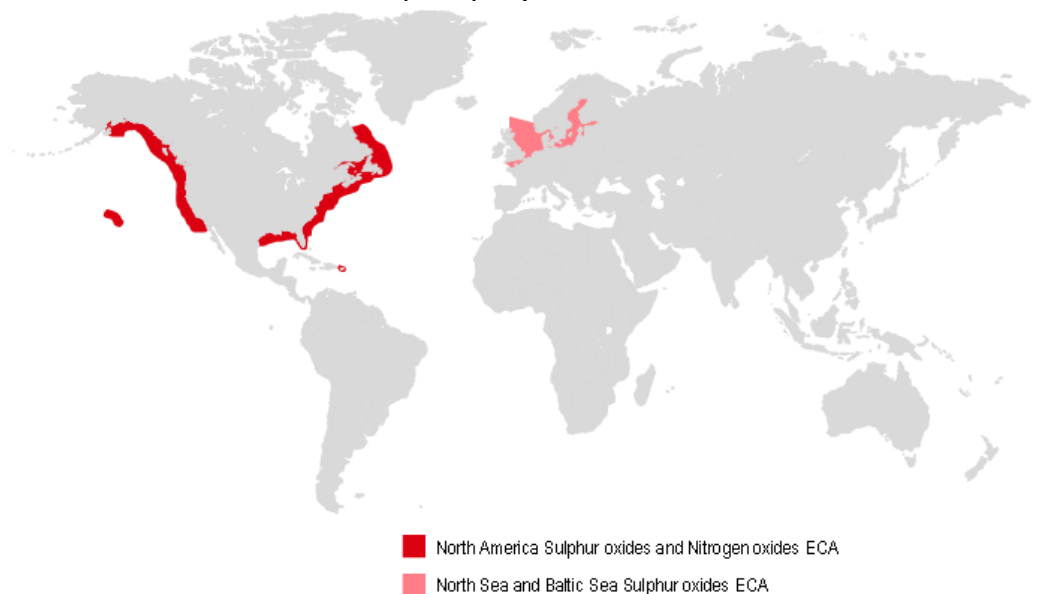 North America Sulphur oxides and Nitrogen oxides ECA
North Sea and Baltic Sea Sulphur oxides ECA